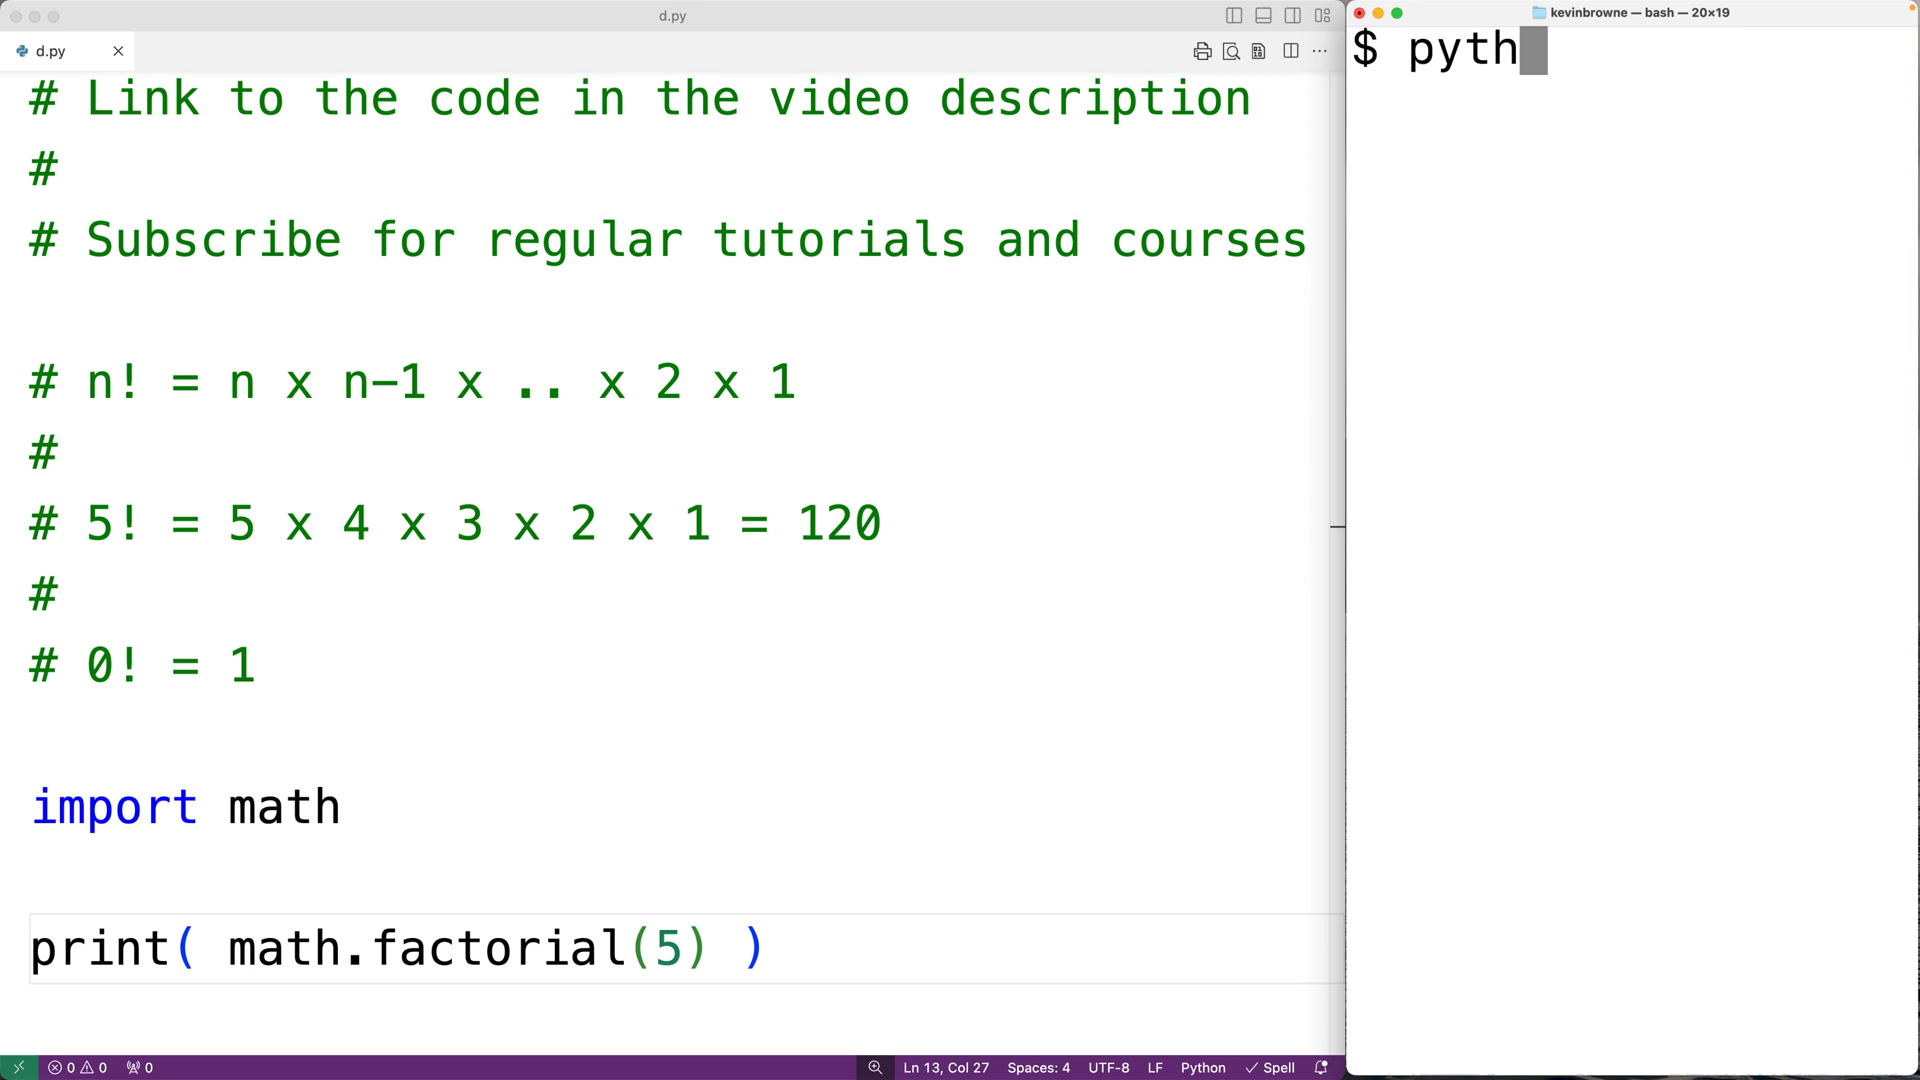 d.py
d.py
# Link to the code in the video description
#
# Subscribe for regular tutorials and courses
# n! = n x n-1 x .. x 2 x 1
#
# 5! = 5 x 4 x 3 x 2 x 1 = 120
#
# 0! = 1
import math
print( math.factorial(5) )
0 0 0 Ln 13, Col 27 Spaces: 4 UTF-8 LF Python Spell
kevinbrowne — bash — 20×19
$ pyth